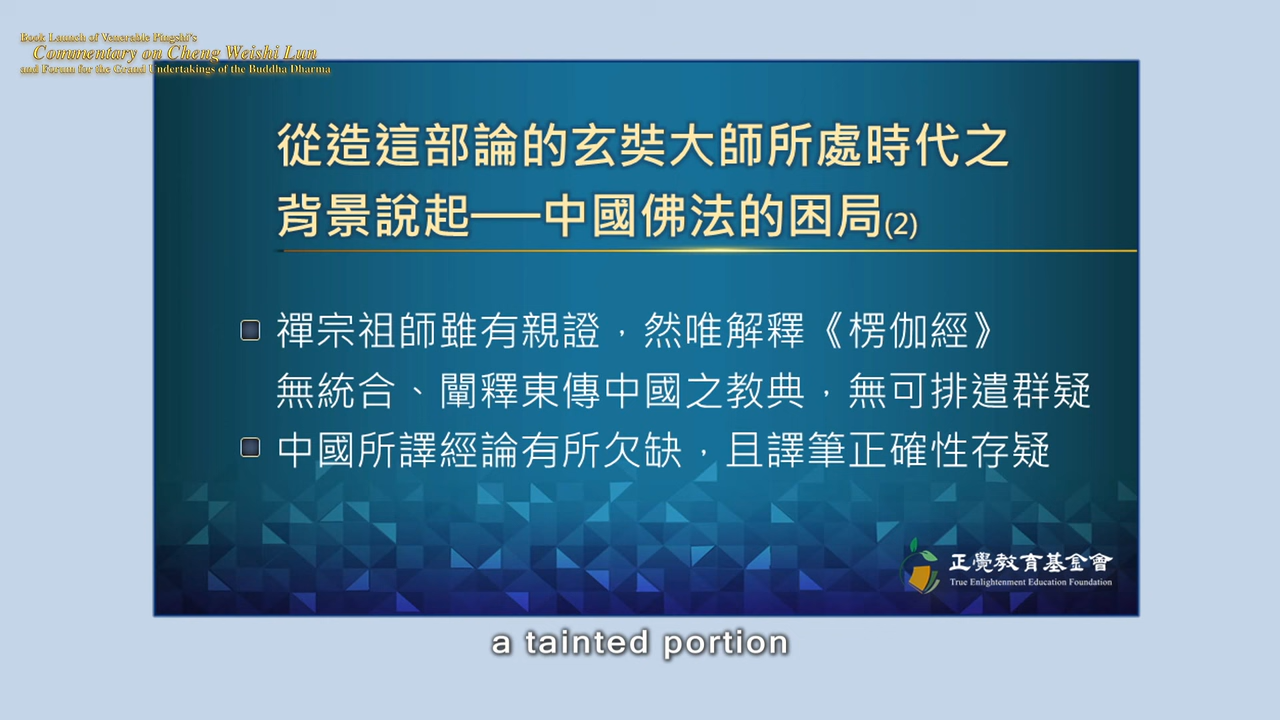 Book Launch of Venerable Pingshi's
Commentary on Cheng Weishi Lun
and Forum for the Grand Undertakings of the Buddha Dharma
從造這部論的玄奘大師所處時代之
背景說起──中國佛法的困局(2)
禪宗祖師雖有親證，然唯解釋《楞伽經》
無統合、闡釋東傳中國之教典，無可排遣群疑
中國所譯經論有所欠缺，且譯筆正確性存疑
正覺教育基金會
True Enlightenment Education Foundation
a tainted portion